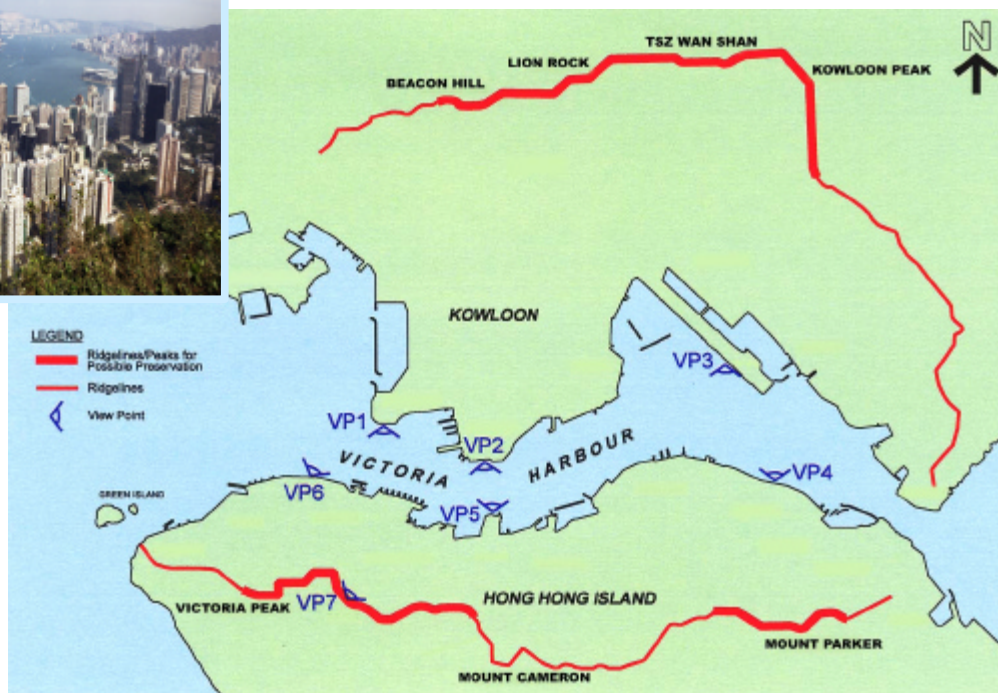 N
TSZ WAN SHAN
LION ROCK
KOWLOON PEAK
BEACON HILL
KOWLOON
LEGEND
Ridgelines/Peaks for
Possible Preservation
Ridgelines
View Point
VP3
VP1
VP2
VICTORIA HARBOUR
VP4
VP6
GREEN ISLAND
VP5
VICTORIA PEAK
VP7
HONG HONG ISLAND
MOUNT PARKER
MOUNT CAMERON